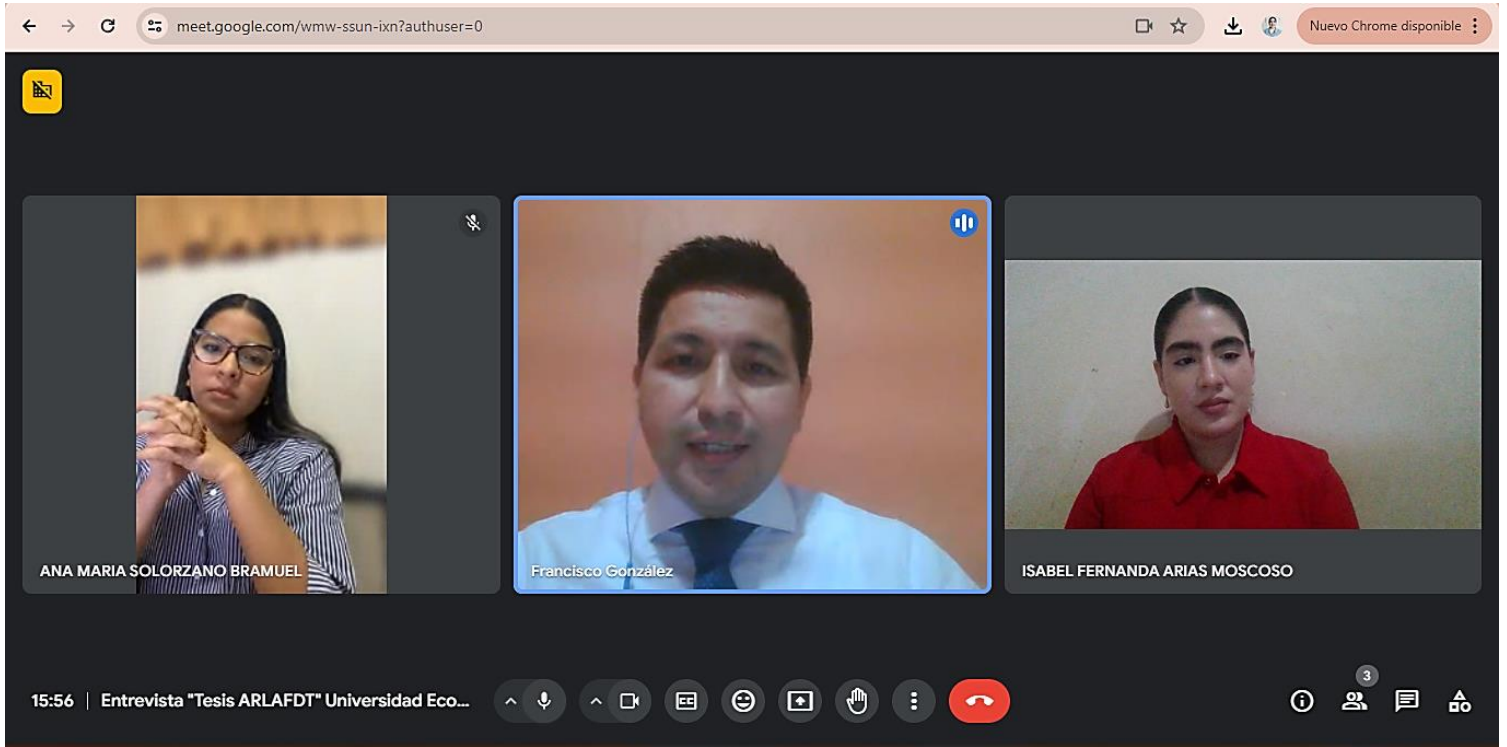 meet.google.com/wmw-ssun-ixn?authuser=0
Nuevo Chrome disponible
ANA MARIA SOLORZANO BRAMUEL
Francisco González
ISABEL FERNANDA ARIAS MOSCOSO
15:56 | Entrevista "Tesis ARLAFDT" Universidad Eco...
CC
3